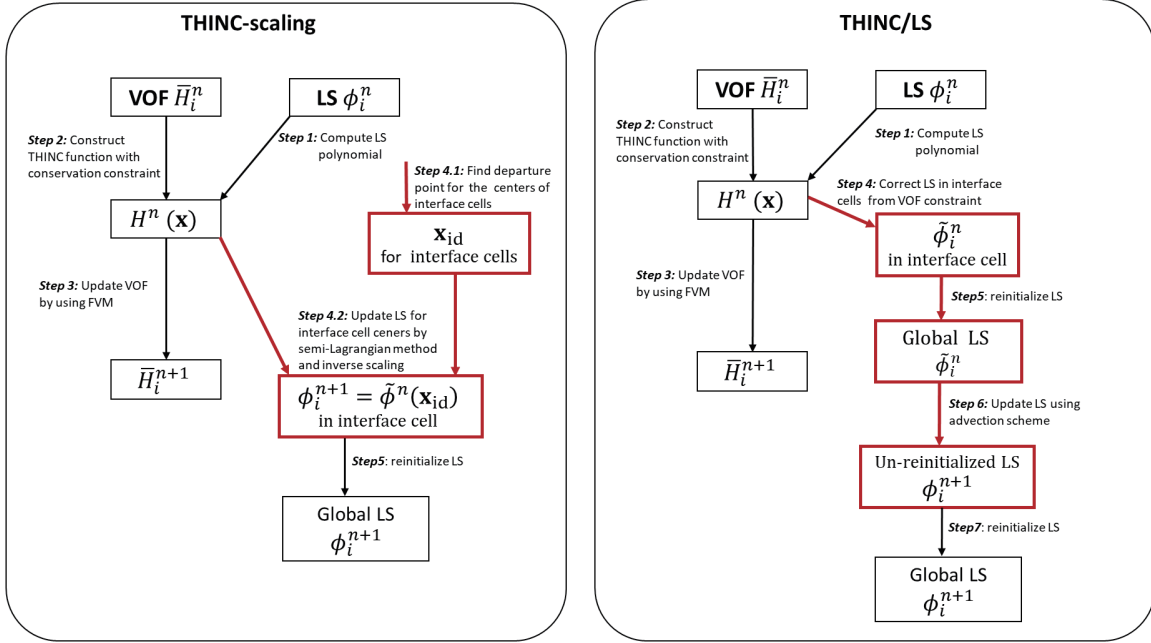 THINC-scaling
VOF H̅ᵢⁿ
LS ϕᵢⁿ
Step 2: Construct
THINC function with
conservation constraint
Step 1: Compute LS
polynomial
Step 4.1: Find departure
point for the centers of
interface cells
Hⁿ (𝐱)
𝐱_id
for interface cells
Step 3: Update VOF
by using FVM
Step 4.2: Update LS for
interface cell ceners by
semi-Lagrangian method
and inverse scaling
H̅ᵢⁿ⁺¹
ϕᵢⁿ⁺¹ = ϕ̃ⁿ(𝐱_id)
in interface cell
Step5: reinitialize LS
Global LS
ϕᵢⁿ⁺¹
THINC/LS
VOF H̅ᵢⁿ
LS ϕᵢⁿ
Step 2: Construct
THINC function with
conservation constraint
Step 1: Compute LS
polynomial
Hⁿ (𝐱)
Step 4: Correct LS in interface
cells from VOF constraint
ϕ̃ᵢⁿ
in interface cell
Step 3: Update VOF
by using FVM
Step5: reinitialize LS
Global LS
ϕ̃ᵢⁿ
H̅ᵢⁿ⁺¹
Step 6: Update LS using
advection scheme
Un-reinitialized LS
ϕᵢⁿ⁺¹
Step7: reinitialize LS
Global LS
ϕᵢⁿ⁺¹